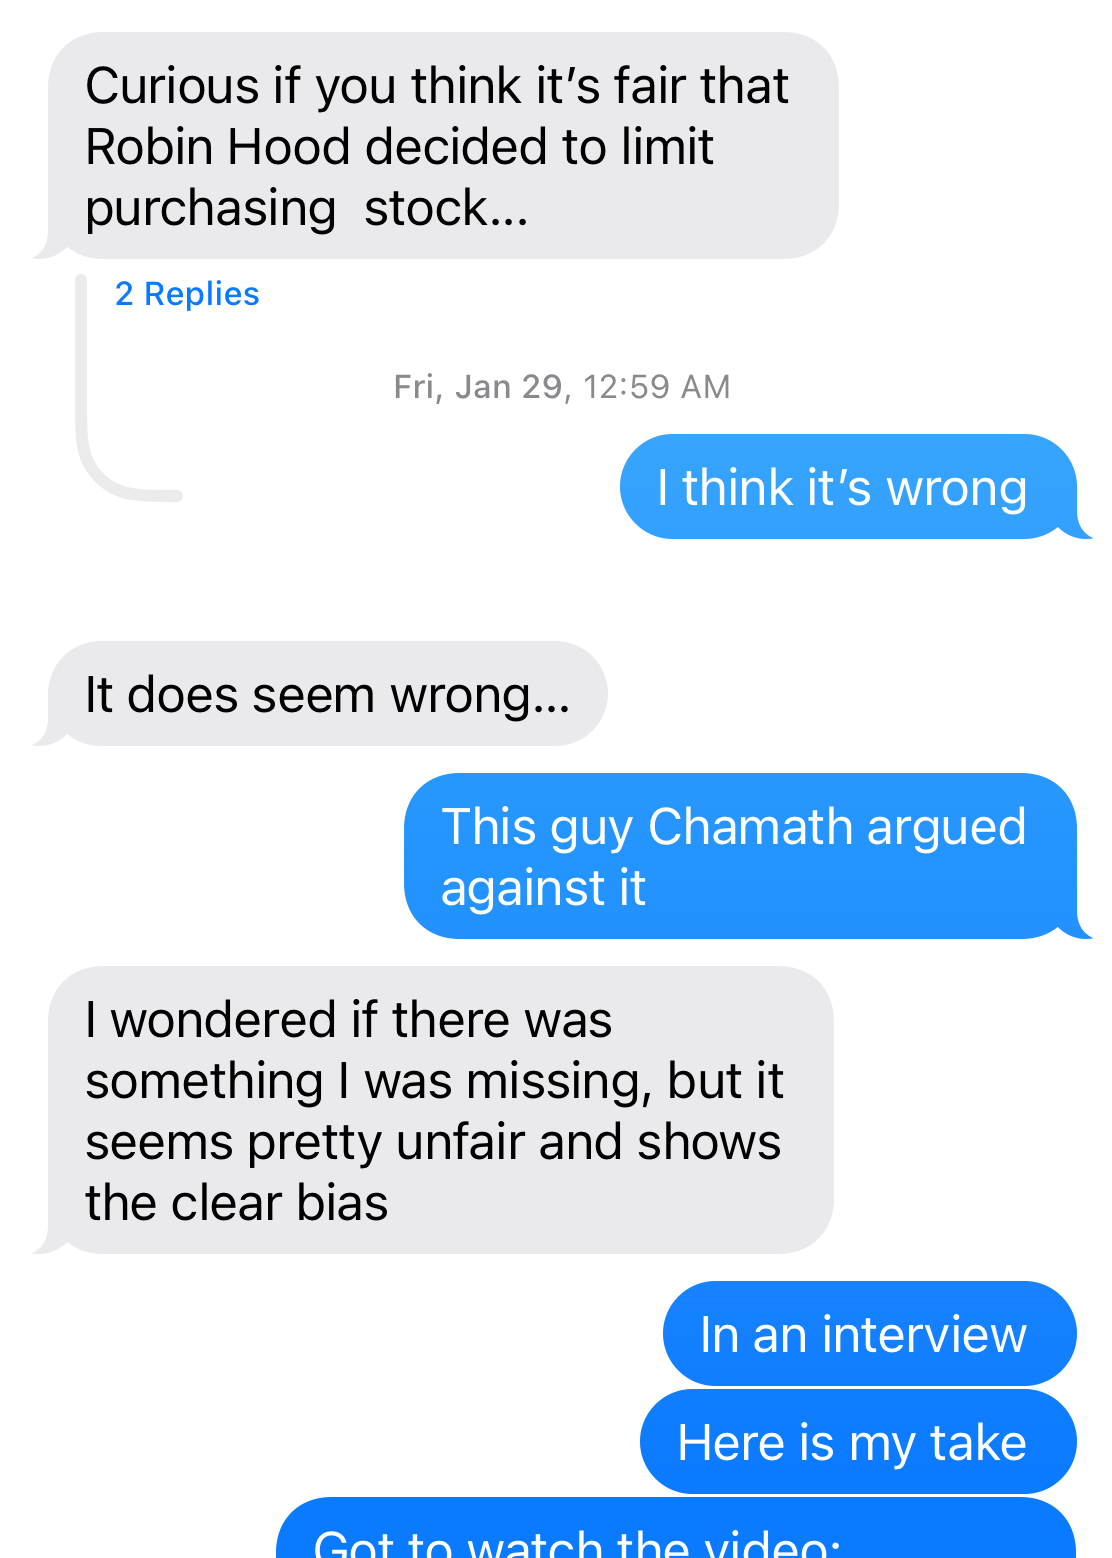 Curious if you think it’s fair that
Robin Hood decided to limit
purchasing  stock...
2 Replies
Fri, Jan 29, 12:59 AM
I think it’s wrong
It does seem wrong...
This guy Chamath argued
against it
I wondered if there was
something I was missing, but it
seems pretty unfair and shows
the clear bias
In an interview
Here is my take
Got to watch the video: